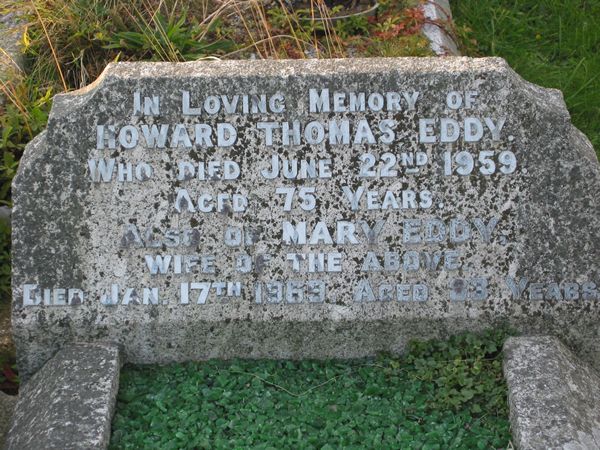 IN LOVING MEMORY OF
HOWARD THOMAS EDDY.
WHO DIED JUNE 22ND 1959.
AGED 75 YEARS.
ALSO OF MARY EDDY,
WIFE OF THE ABOVE
DIED JAN. 17TH 1969. AGED 83 YEARS